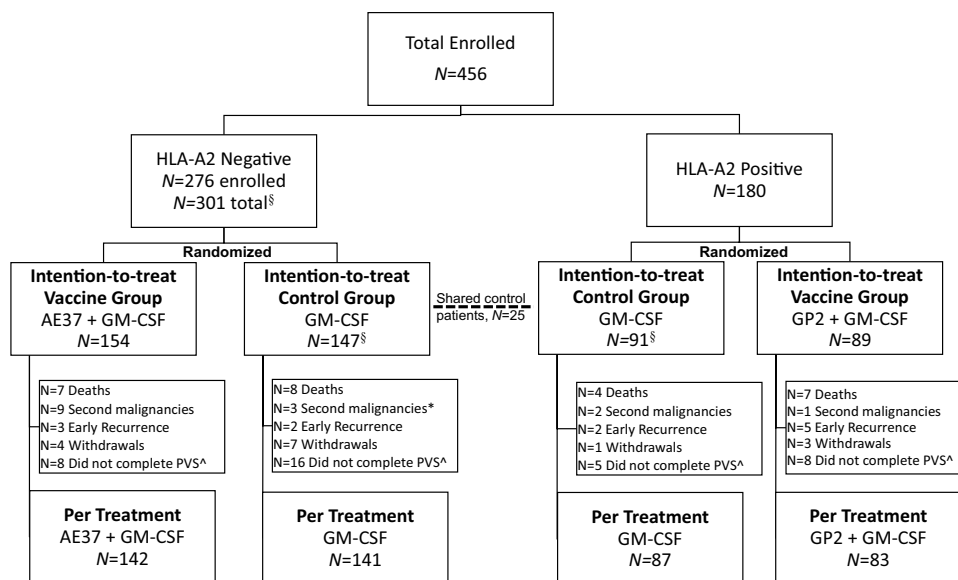 Total Enrolled
N=456
HLA-A2 Negative
N=276 enrolled
N=301 total§
HLA-A2 Positive
N=180
Randomized
Randomized
Intention-to-treat
Vaccine Group
AE37 + GM-CSF
N=154
Intention-to-treat
Control Group
GM-CSF
N=147§
Shared control
patients, N=25
Intention-to-treat
Control Group
GM-CSF
N=91§
Intention-to-treat
Vaccine Group
GP2 + GM-CSF
N=89
N=7 Deaths
N=9 Second malignancies
N=3 Early Recurrence
N=4 Withdrawals
N=8 Did not complete PVS^
N=8 Deaths
N=3 Second malignancies*
N=2 Early Recurrence
N=7 Withdrawals
N=16 Did not complete PVS^
N=4 Deaths
N=2 Second malignancies
N=2 Early Recurrence
N=1 Withdrawals
N=5 Did not complete PVS^
N=7 Deaths
N=1 Second malignancies
N=5 Early Recurrence
N=3 Withdrawals
N=8 Did not complete PVS^
Per Treatment
AE37 + GM-CSF
N=142
Per Treatment
GM-CSF
N=141
Per Treatment
GM-CSF
N=87
Per Treatment
GP2 + GM-CSF
N=83